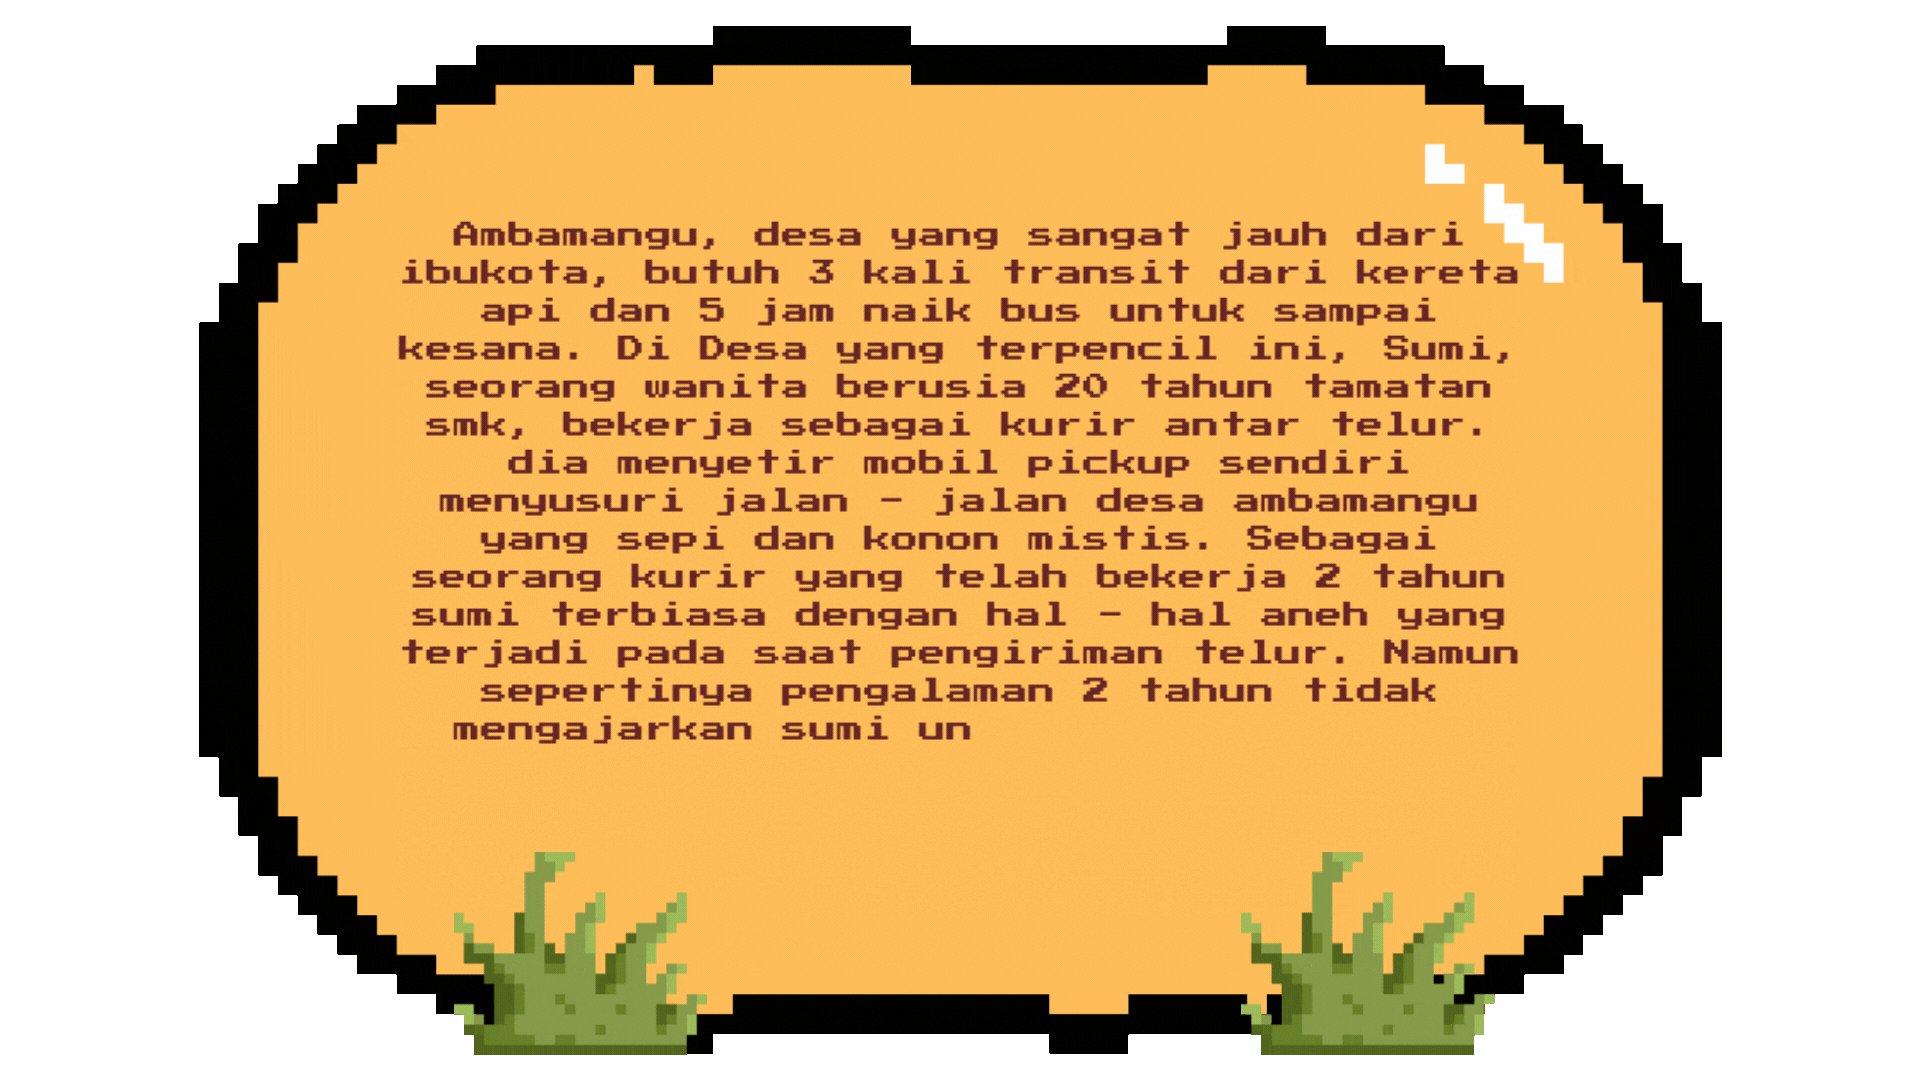 Ambamangu, desa yang sangat jauh dari
ibukota, butuh 3 kali transit dari kereta
api dan 5 jam naik bus untuk sampai
kesana. Di Desa yang terpencil ini, Sumi,
seorang wanita berusia 20 tahun tamatan
smk, bekerja sebagai kurir antar telur.
dia menyetir mobil pickup sendiri
menyusuri jalan - jalan desa ambamangu
yang sepi dan konon mistis. Sebagai
seorang kurir yang telah bekerja 2 tahun
sumi terbiasa dengan hal - hal aneh yang
terjadi pada saat pengiriman telur. Namun
sepertinya pengalaman 2 tahun tidak
mengajarkan sumi un